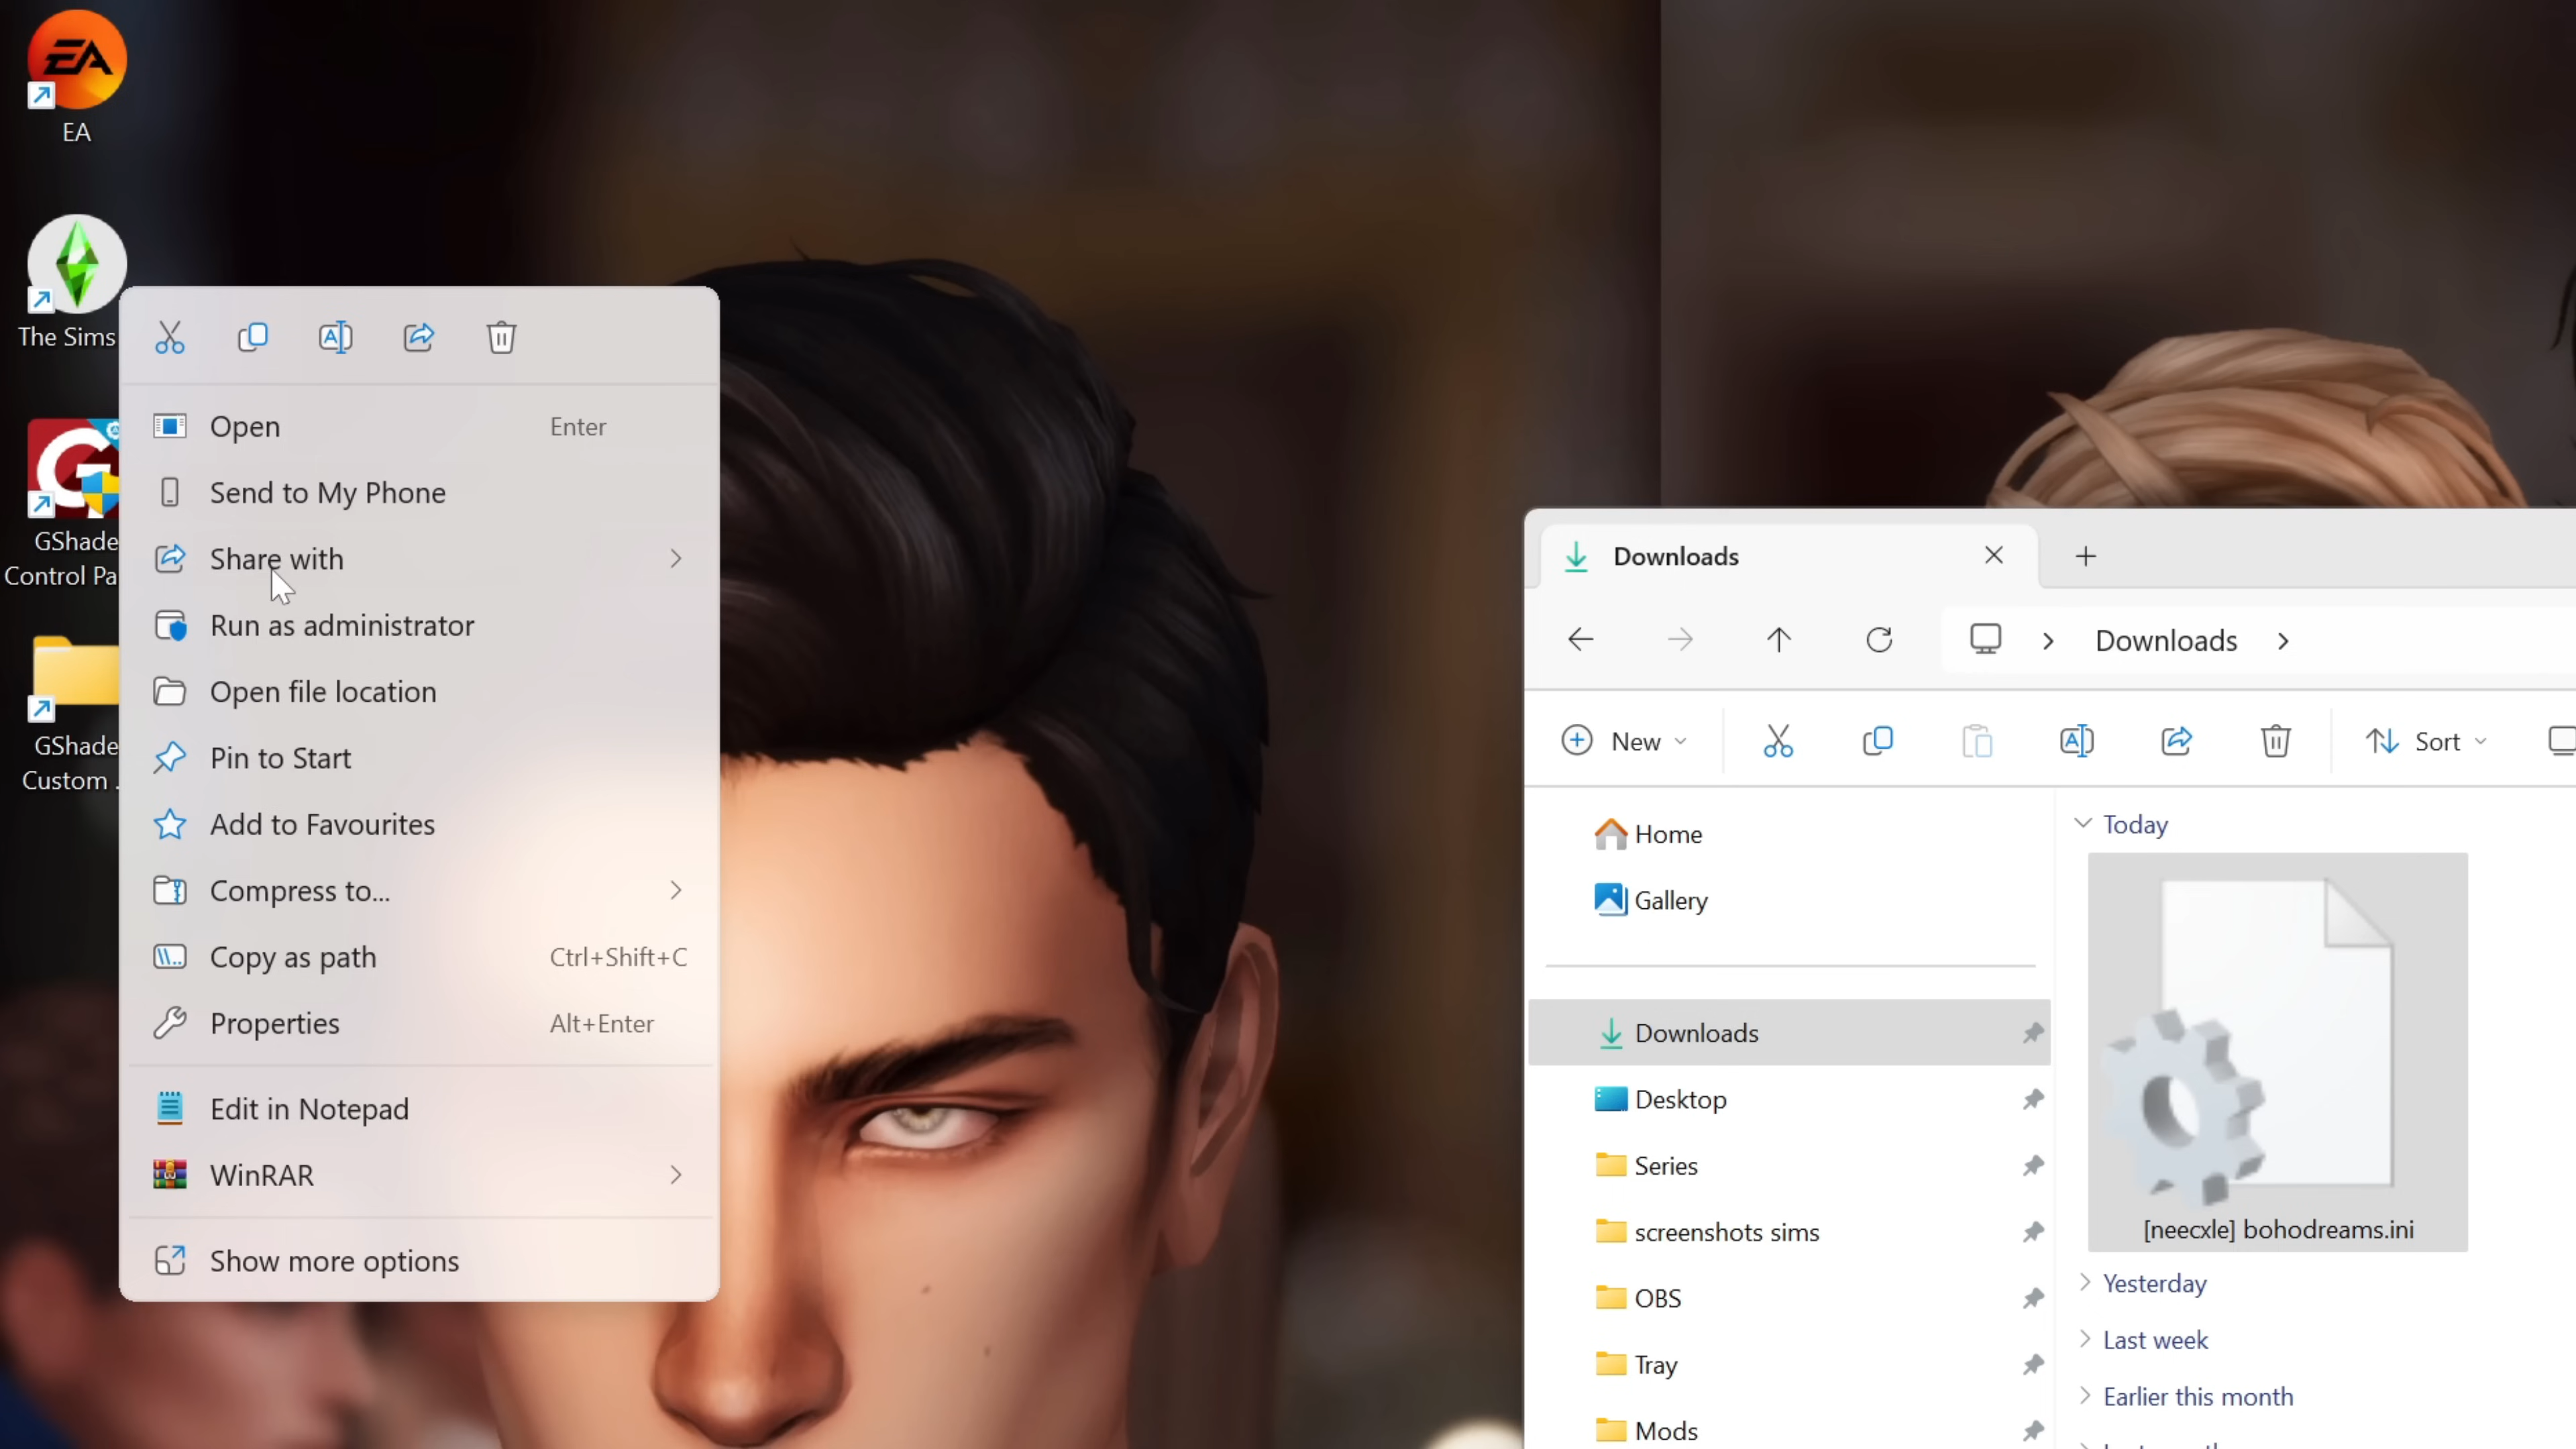 EA
EA
The Sims
GShade
Control Pa
GShade
Custom .
Open Enter
Send to My Phone
Share with
Run as administrator
Open file location
Pin to Start
Add to Favourites
Compress to...
Copy as path Ctrl+Shift+C
Properties Alt+Enter
Edit in Notepad
WinRAR
Show more options
Downloads
Downloads
New
Sort
Home
Gallery
Downloads
Desktop
Series
screenshots sims
OBS
Tray
Mods
Today
[neecxle] bohodreams.ini
Yesterday
Last week
Earlier this month